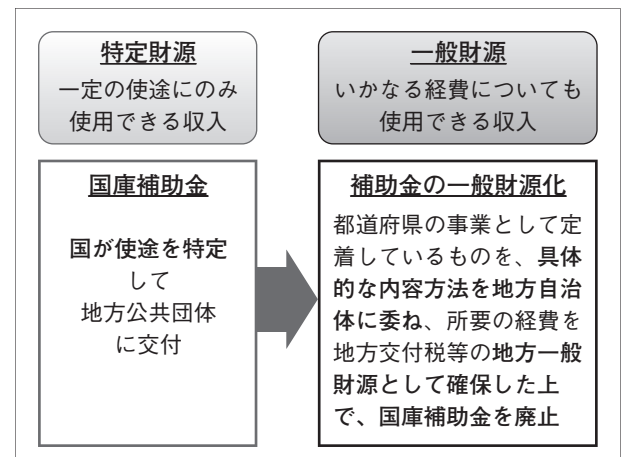 特定財源
一定の使途にのみ
使用できる収入
一般財源
いかなる経費についても
使用できる収入
国庫補助金
国が使途を特定
して
地方公共団体
に交付
補助金の一般財源化
都道府県の事業として定
着しているものを、具体
的な内容方法を地方自治
体に委ね、所要の経費を
地方交付税等の地方一般
財源として確保した上
で、国庫補助金を廃止